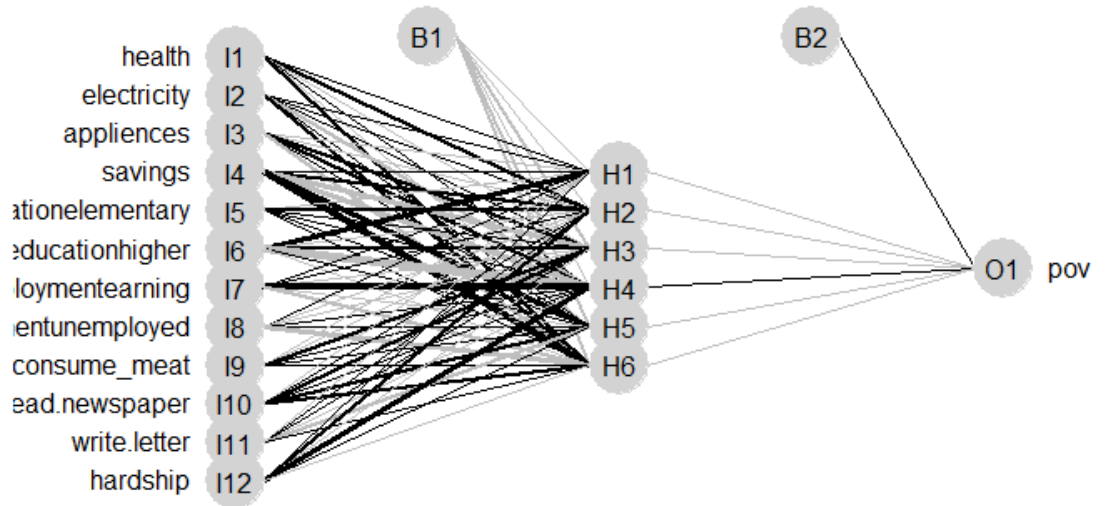 B1
B2
health I1
electricity I2
appliences I3
savings I4
ationelementary I5
educationhigher I6
ploymentearning I7
nentunemployed I8
consume_meat I9
ead.newspaper I10
write.letter I11
hardship I12
H1
H2
H3
H4
H5
H6
O1 pov